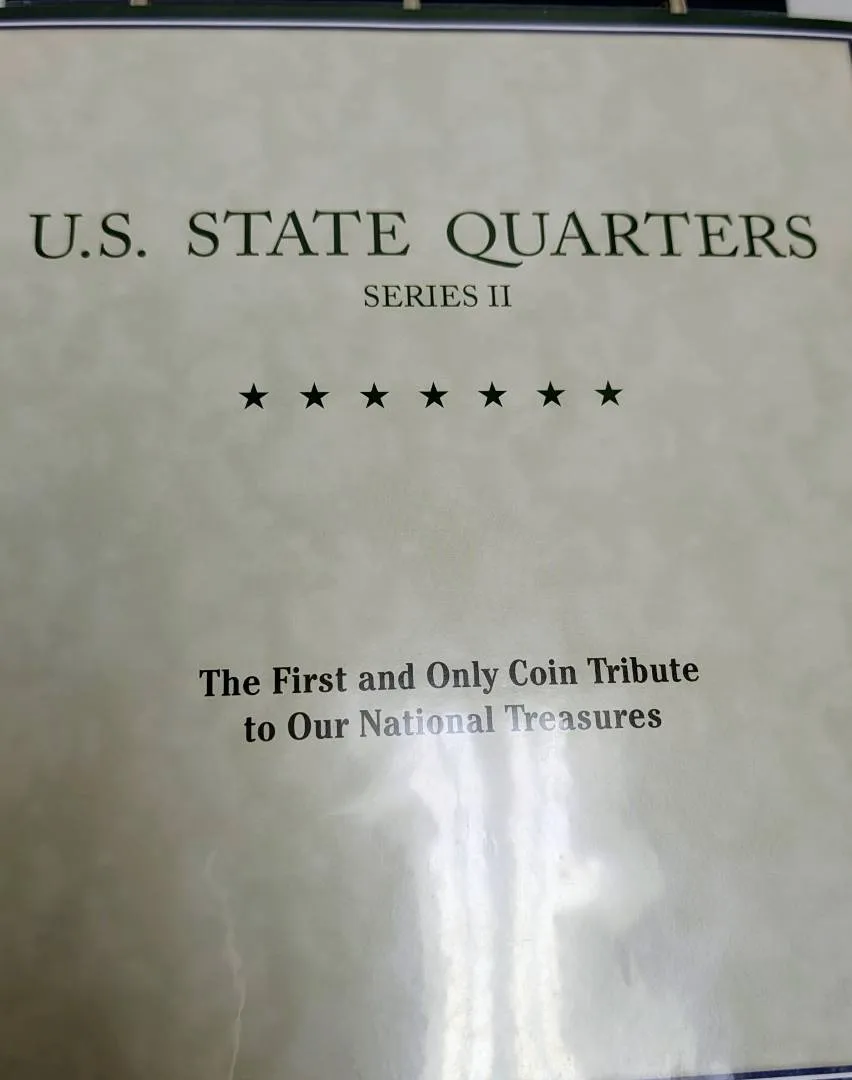 U.S. STATE QUARTERS
SERIES II
★ ★ ★ ★ ★ ★ ★
The First and Only Coin Tribute
to Our National Treasures